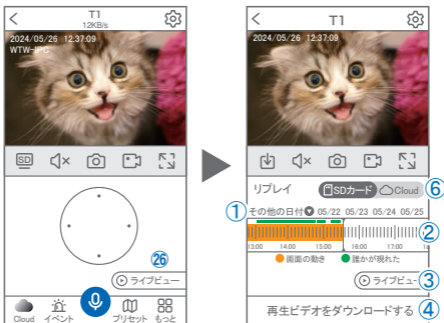 T1
12KB/s
2024/05/26 12:37:09
WTW-IPC
SD
㉖
ライブビュー
Cloud イベント プリセット もっと
T1
2024/05/26 12:37:09
リプレイ SDカード Cloud ⑥
① その他の日付 05/22 05/23 05/24 05/25
②
13:00 14:00 15:00 16:00 17:00
画面の動き 誰かが現れた
ライブビュー ③
再生ビデオをダウンロードする ④